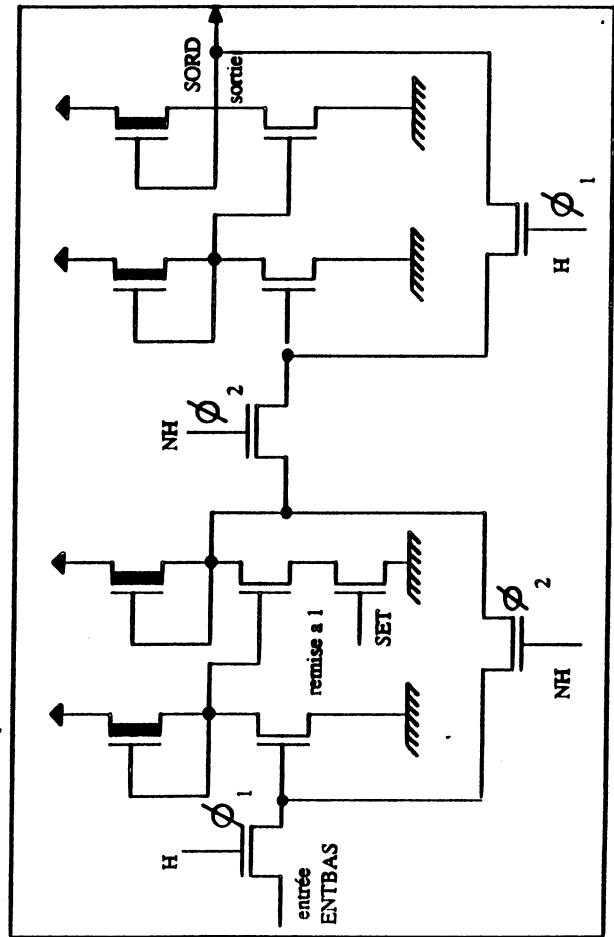 H
Ø 1
NH
Ø 2
SORD
sortie
entrée
ENTBAS
remise a 1
SET
NH
Ø 2
H
Ø 1